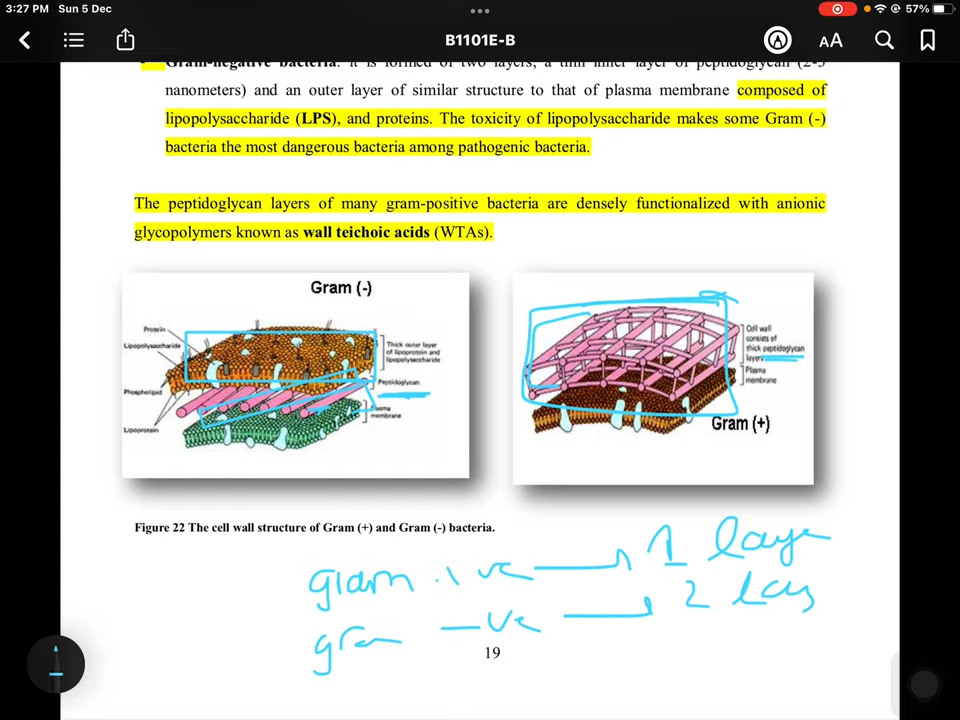 3:27 PM Sun 5 Dec
57%
B1101E-B
AA
Gram-negative bacteria: It is formed of two layers, a thin inner layer of peptidoglycan (2-3
nanometers) and an outer layer of similar structure to that of plasma membrane composed of
lipopolysaccharide (LPS), and proteins. The toxicity of lipopolysaccharide makes some Gram (-)
bacteria the most dangerous bacteria among pathogenic bacteria.
The peptidoglycan layers of many gram-positive bacteria are densely functionalized with anionic
glycopolymers known as wall teichoic acids (WTAs).
Gram (-)
Protein
Lipopolysaccharide
Phospholipid
Lipoprotein
Thick outer layer
of lipoprotein and
lipopolysaccharide
Peptidoglycan
membrane
Cell wall
consists of
thick peptidoglycan
layers
Plasma
membrane
Gram (+)
Figure 22 The cell wall structure of Gram (+) and Gram (-) bacteria.
gram +ve 1 laye
gra -ve 2 lay
19